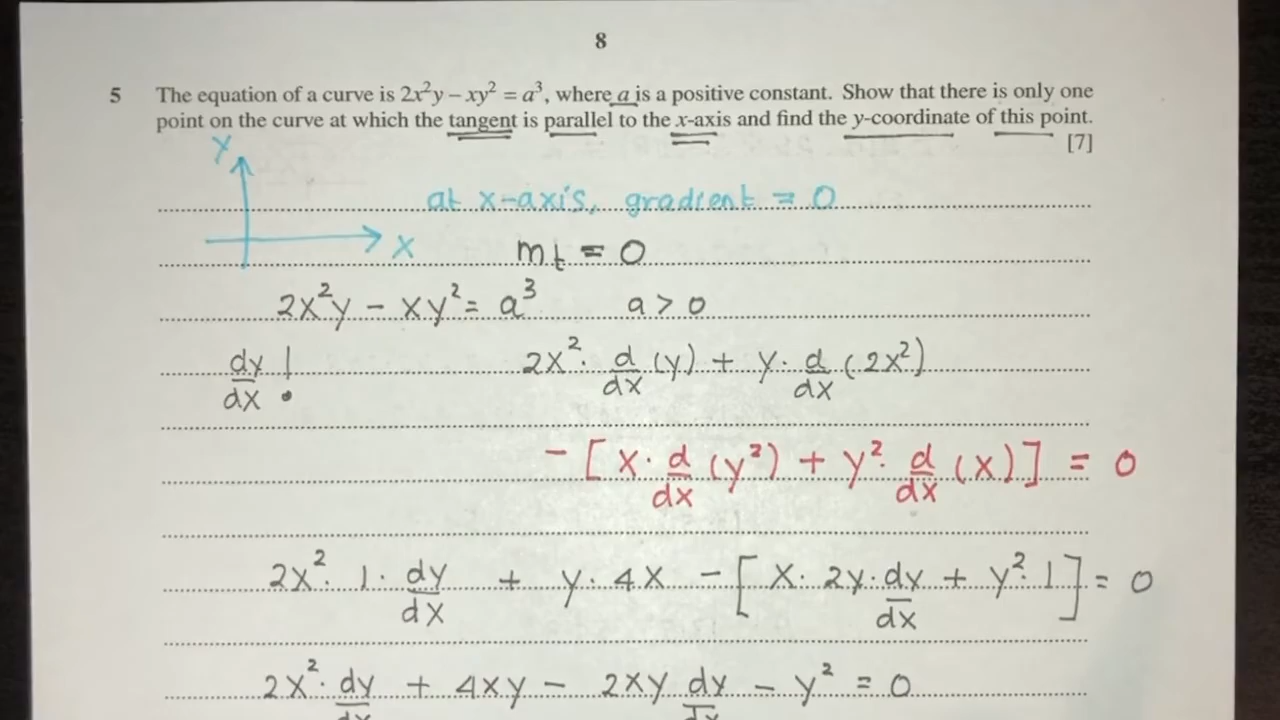 8
5 The equation of a curve is 2x²y – xy² = a³, where a is a positive constant. Show that there is only one
point on the curve at which the tangent is parallel to the x-axis and find the y-coordinate of this point.
[7]
y
at x-axis, gradient = 0
x
mt = 0
2x²y – xy² = a³ a > 0
dy/dx ! 2x² · d/dx (y) + y · d/dx (2x²)
– [x · d/dx (y²) + y² · d/dx (x)] = 0
2x² · 1 · dy/dx + y · 4x – [x · 2y · dy/dx + y² · 1] = 0
2x² · dy/dx + 4xy – 2xy dy/dx – y² = 0